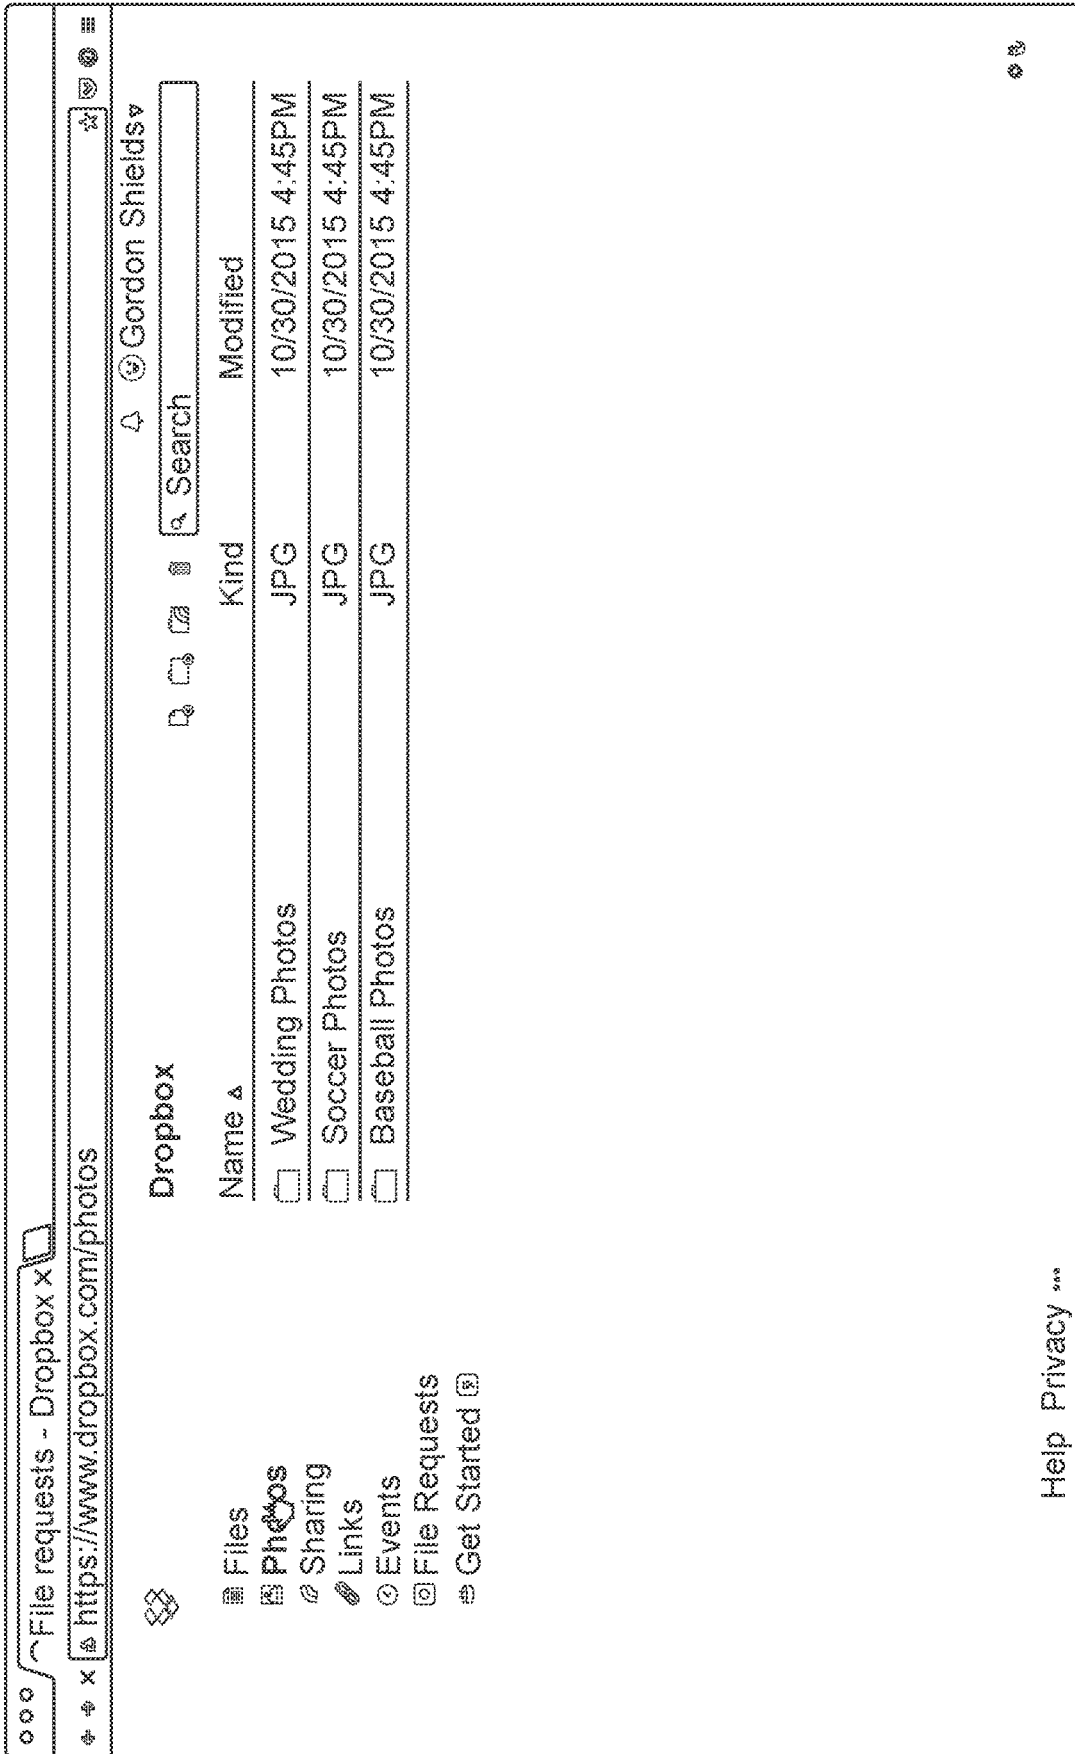 File requests - Dropbox x
https://www.dropbox.com/photos
Gordon Shields
Dropbox
Search
Name Kind Modified
Wedding Photos JPG 10/30/2015 4:45PM
Soccer Photos JPG 10/30/2015 4:45PM
Baseball Photos JPG 10/30/2015 4:45PM
Files
Photos
Sharing
Links
Events
File Requests
Get Started
Help Privacy ...